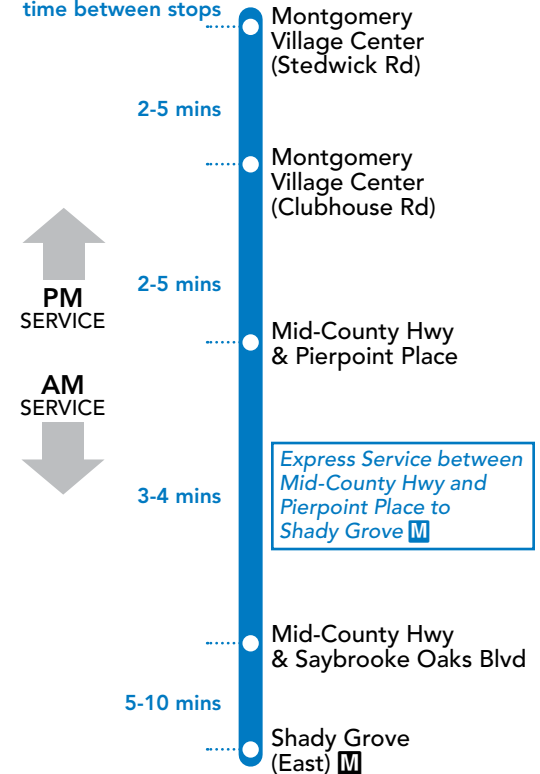 time between stops
Montgomery
Village Center
(Stedwick Rd)
2-5 mins
Montgomery
Village Center
(Clubhouse Rd)
2-5 mins
PM
SERVICE
Mid-County Hwy
& Pierpoint Place
AM
SERVICE
Express Service between
Mid-County Hwy and
Pierpoint Place to
Shady Grove M
3-4 mins
Mid-County Hwy
& Saybrooke Oaks Blvd
5-10 mins
Shady Grove
(East) M